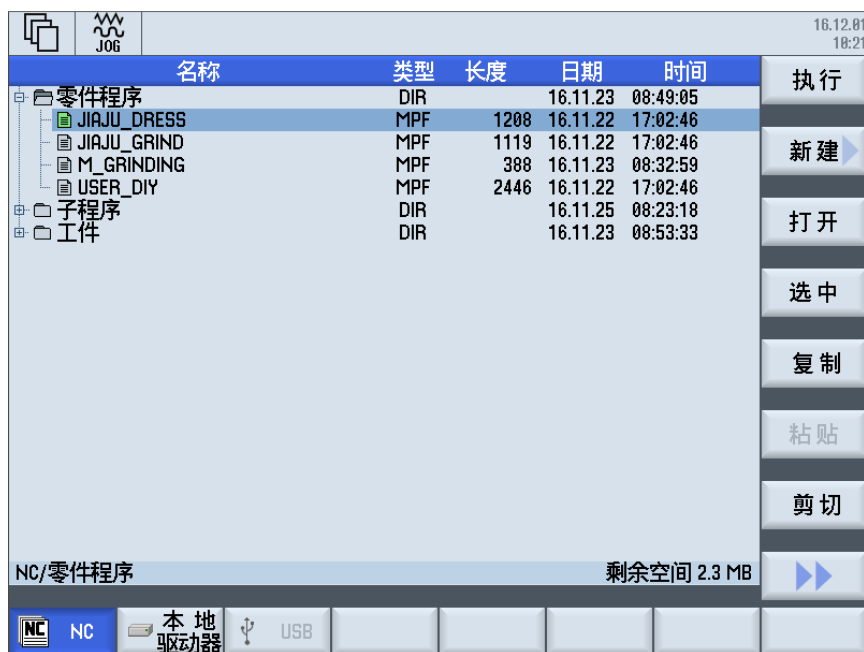 16.12.01
JOG
10:21
名称 类型 长度 日期 时间
零件程序 DIR 16.11.23 08:49:05
JIAJU_DRESS MPF 1208 16.11.22 17:02:46
JIAJU_GRIND MPF 1119 16.11.22 17:02:46
M_GRINDING MPF 388 16.11.23 08:32:59
USER_DIY MPF 2446 16.11.22 17:02:46
子程序 DIR 16.11.25 08:23:18
工件 DIR 16.11.23 08:53:33
NC/零件程序 剩余空间 2.3 MB
执行
新建
打开
选中
复制
粘贴
剪切
NC NC
本地
驱动器
USB